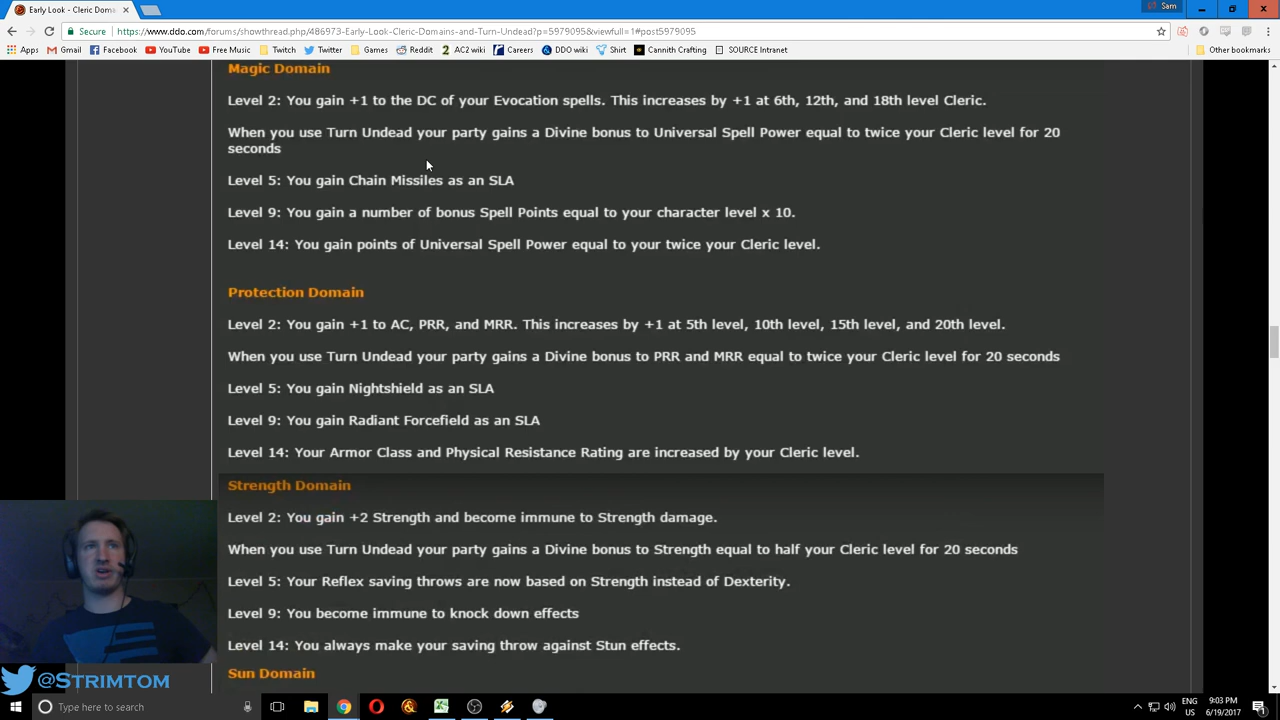 Early Look - Cleric Doma
Sam
Secure
https://www.ddo.com/forums/showthread.php/486973-Early-Look-Cleric-Domains-and-Turn-Undead?p=5979095&viewfull=1#post5979095
Apps Gmail Facebook YouTube Free Music Twitch Twitter Games Reddit AC2 wiki Careers DDO wiki Shirt Cannith Crafting SOURCE Intranet Other bookmarks
Magic Domain
Level 2: You gain +1 to the DC of your Evocation spells. This increases by +1 at 6th, 12th, and 18th level Cleric.
When you use Turn Undead your party gains a Divine bonus to Universal Spell Power equal to twice your Cleric level for 20
seconds
Level 5: You gain Chain Missiles as an SLA
Level 9: You gain a number of bonus Spell Points equal to your character level x 10.
Level 14: You gain points of Universal Spell Power equal to your twice your Cleric level.
Protection Domain
Level 2: You gain +1 to AC, PRR, and MRR. This increases by +1 at 5th level, 10th level, 15th level, and 20th level.
When you use Turn Undead your party gains a Divine bonus to PRR and MRR equal to twice your Cleric level for 20 seconds
Level 5: You gain Nightshield as an SLA
Level 9: You gain Radiant Forcefield as an SLA
Level 14: Your Armor Class and Physical Resistance Rating are increased by your Cleric level.
Strength Domain
Level 2: You gain +2 Strength and become immune to Strength damage.
When you use Turn Undead your party gains a Divine bonus to Strength equal to half your Cleric level for 20 seconds
Level 5: Your Reflex saving throws are now based on Strength instead of Dexterity.
Level 9: You become immune to knock down effects
Level 14: You always make your saving throw against Stun effects.
Sun Domain
@STRIMTOM
Type here to search
ENG
US
9:03 PM
6/19/2017
1